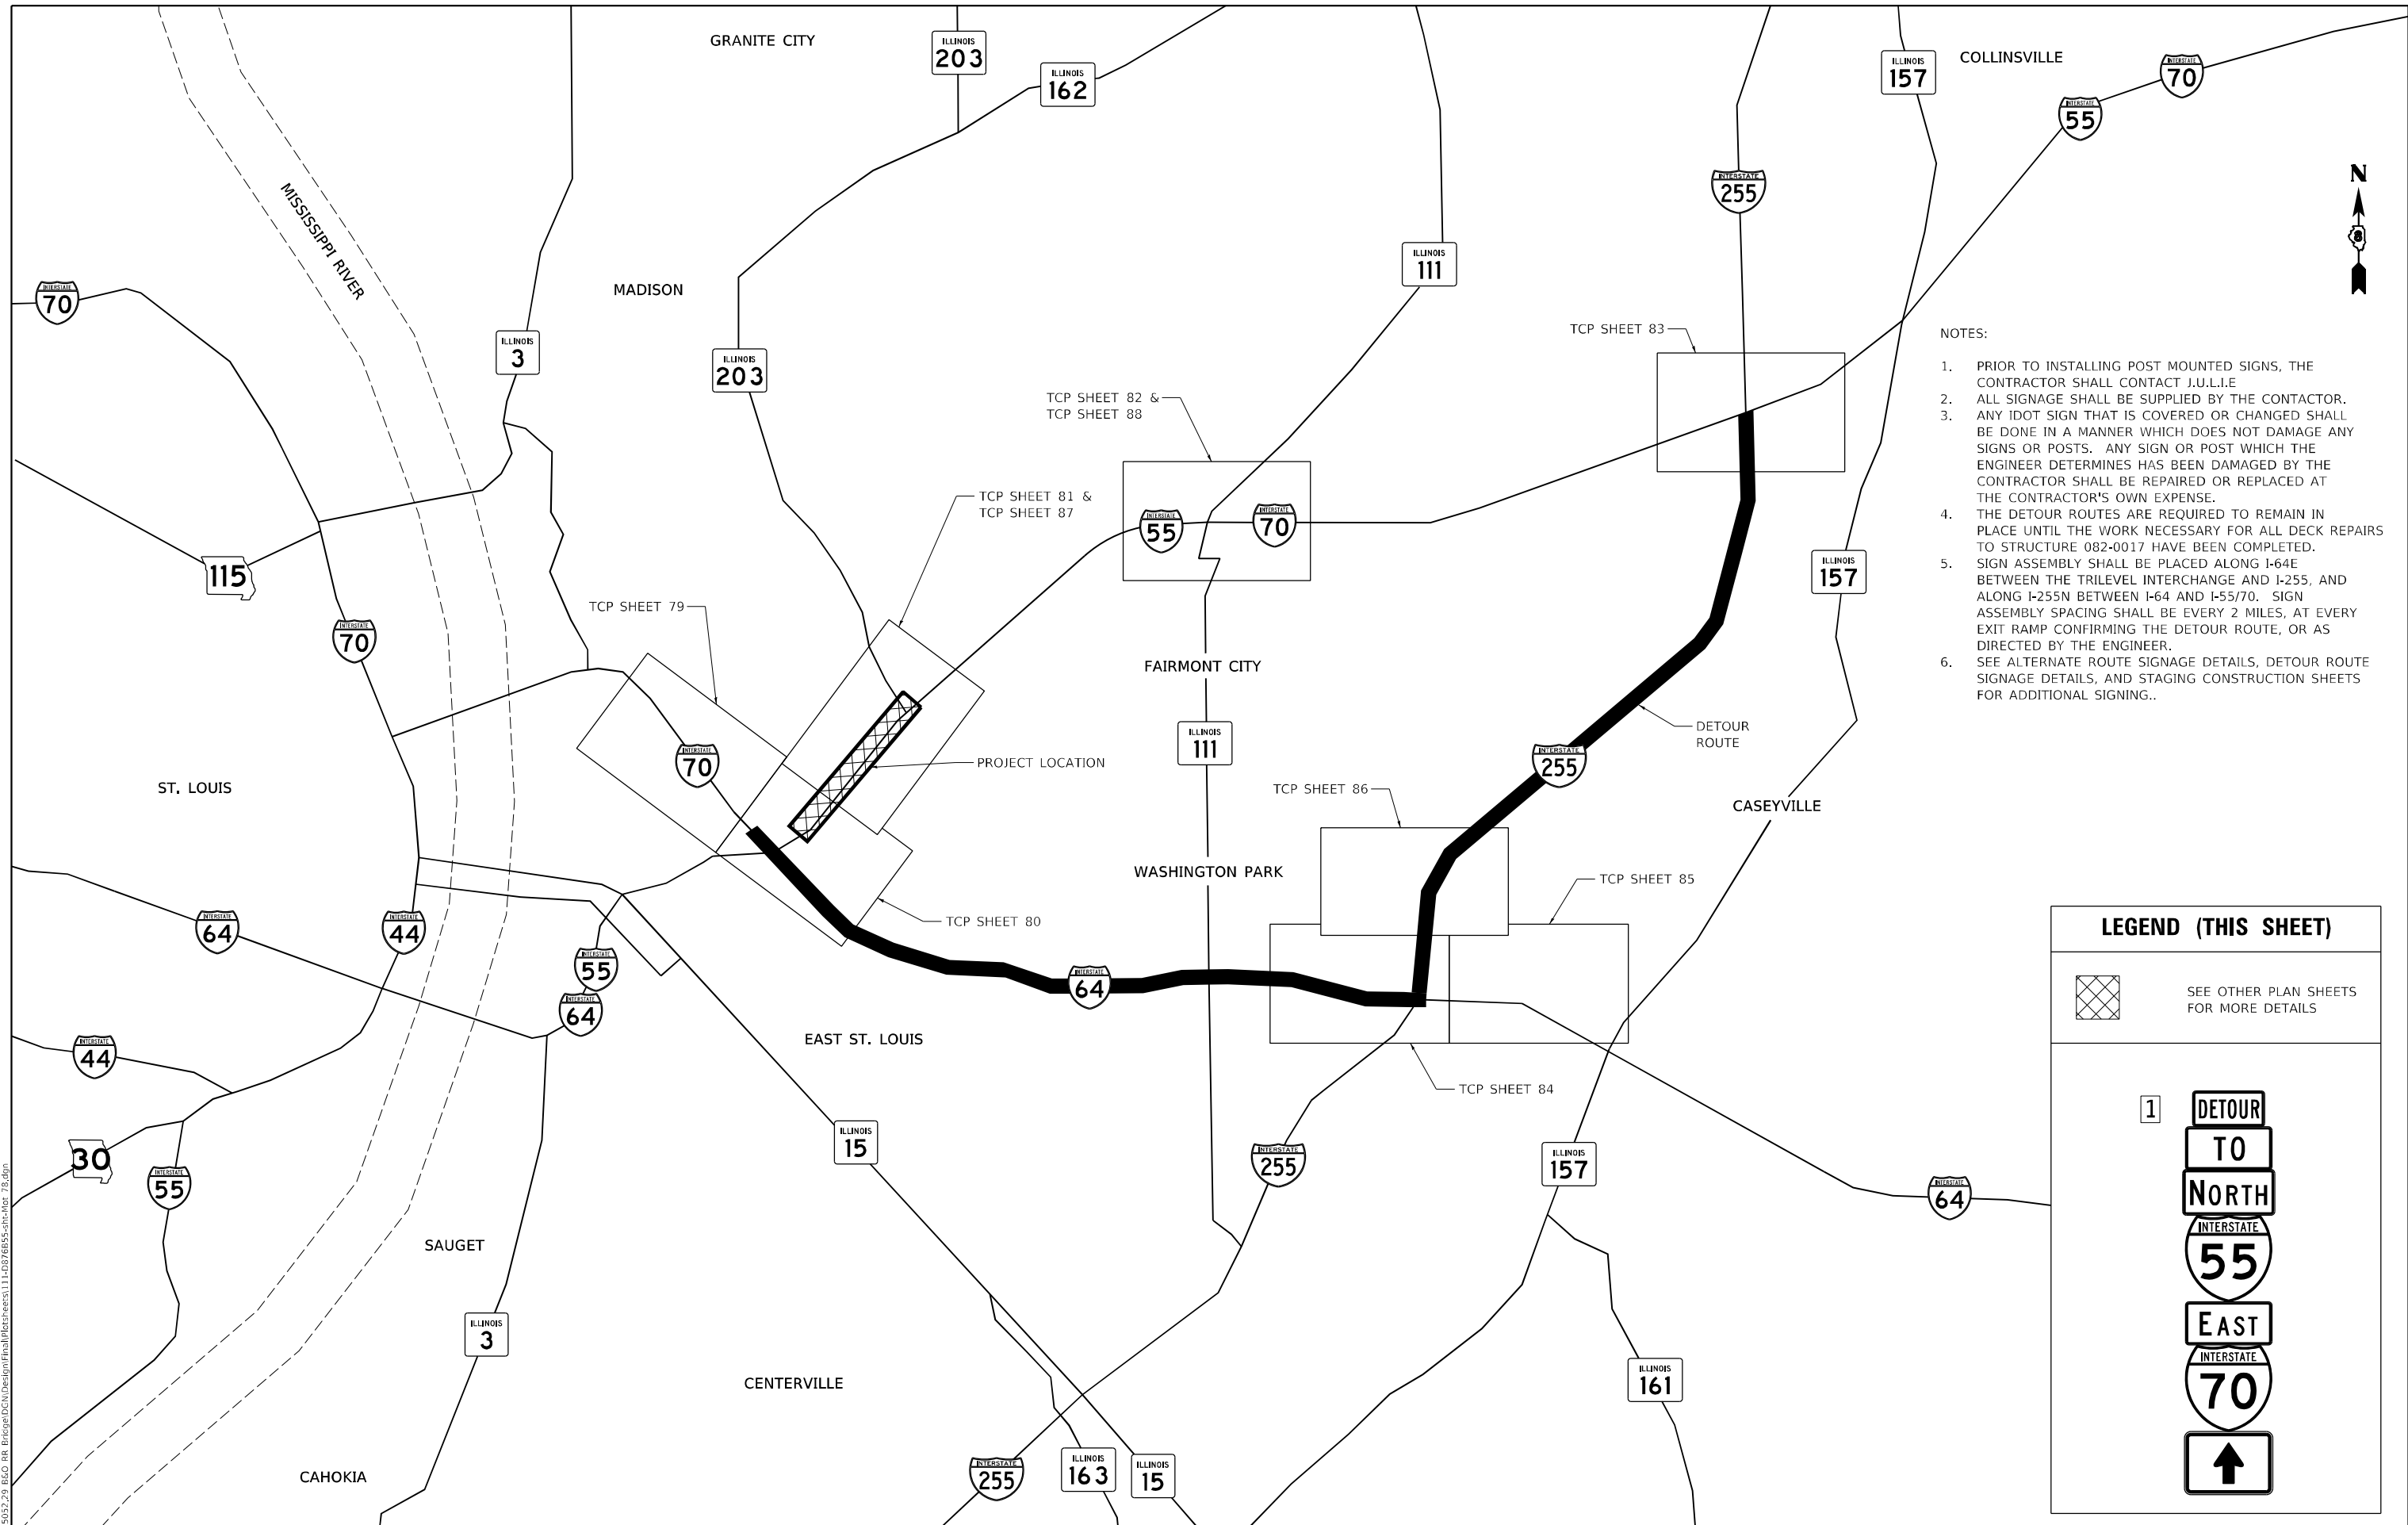 GRANITE CITY
ILLINOIS
203
ILLINOIS
162
ILLINOIS
157
COLLINSVILLE
INTERSTATE
70
INTERSTATE
55
INTERSTATE
255
N
8
MISSISSIPPI RIVER
ILLINOIS
111
INTERSTATE
70
MADISON
ILLINOIS
3
ILLINOIS
203
TCP SHEET 83
TCP SHEET 82 &
TCP SHEET 88
TCP SHEET 81 &
TCP SHEET 87
INTERSTATE
55
INTERSTATE
70
NOTES:
1. PRIOR TO INSTALLING POST MOUNTED SIGNS, THE
CONTRACTOR SHALL CONTACT J.U.L.I.E
2. ALL SIGNAGE SHALL BE SUPPLIED BY THE CONTACTOR.
3. ANY IDOT SIGN THAT IS COVERED OR CHANGED SHALL
BE DONE IN A MANNER WHICH DOES NOT DAMAGE ANY
SIGNS OR POSTS. ANY SIGN OR POST WHICH THE
ENGINEER DETERMINES HAS BEEN DAMAGED BY THE
CONTRACTOR SHALL BE REPAIRED OR REPLACED AT
THE CONTRACTOR'S OWN EXPENSE.
4. THE DETOUR ROUTES ARE REQUIRED TO REMAIN IN
PLACE UNTIL THE WORK NECESSARY FOR ALL DECK REPAIRS
TO STRUCTURE 082-0017 HAVE BEEN COMPLETED.
5. SIGN ASSEMBLY SHALL BE PLACED ALONG I-64E
BETWEEN THE TRILEVEL INTERCHANGE AND I-255, AND
ALONG I-255N BETWEEN I-64 AND I-55/70. SIGN
ASSEMBLY SPACING SHALL BE EVERY 2 MILES, AT EVERY
EXIT RAMP CONFIRMING THE DETOUR ROUTE, OR AS
DIRECTED BY THE ENGINEER.
6. SEE ALTERNATE ROUTE SIGNAGE DETAILS, DETOUR ROUTE
SIGNAGE DETAILS, AND STAGING CONSTRUCTION SHEETS
FOR ADDITIONAL SIGNING..
115
ILLINOIS
157
TCP SHEET 79
INTERSTATE
70
FAIRMONT CITY
ILLINOIS
111
INTERSTATE
70
PROJECT LOCATION
DETOUR
ROUTE
INTERSTATE
255
ST. LOUIS
TCP SHEET 86
CASEYVILLE
WASHINGTON PARK
TCP SHEET 85
TCP SHEET 80
INTERSTATE
64
INTERSTATE
44
INTERSTATE
55
INTERSTATE
64
INTERSTATE
64
EAST ST. LOUIS
INTERSTATE
44
TCP SHEET 84
ILLINOIS
15
30
INTERSTATE
55
INTERSTATE
255
ILLINOIS
157
INTERSTATE
64
SAUGET
ILLINOIS
3
CENTERVILLE
ILLINOIS
161
CAHOKIA
INTERSTATE
255
ILLINOIS
163
ILLINOIS
15
LEGEND (THIS SHEET)
SEE OTHER PLAN SHEETS
FOR MORE DETAILS
1
DETOUR
TO
NORTH
INTERSTATE
55
EAST
INTERSTATE
70